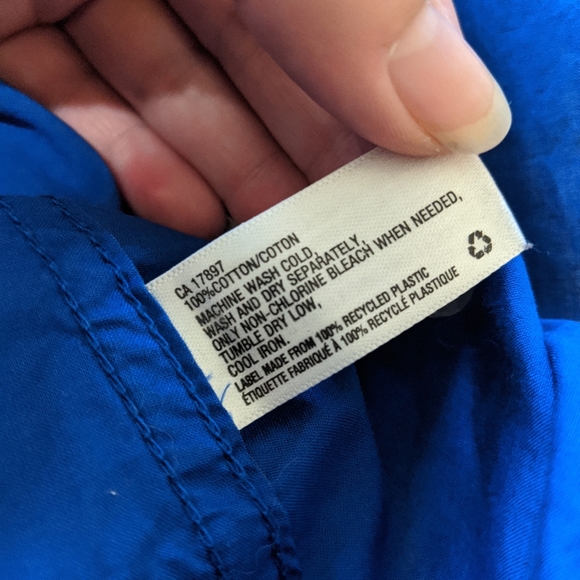 CA 17897
100%COTTON/COTON
MACHINE WASH COLD,
WASH AND DRY SEPARATELY,
ONLY NON-CHLORINE BLEACH WHEN NEEDED,
TUMBLE DRY LOW,
COOL IRON.
LABEL MADE FROM 100% RECYCLED PLASTIC
ÉTIQUETTE FABRIQUÉ À 100% RECYCLÉ PLASTIQUE